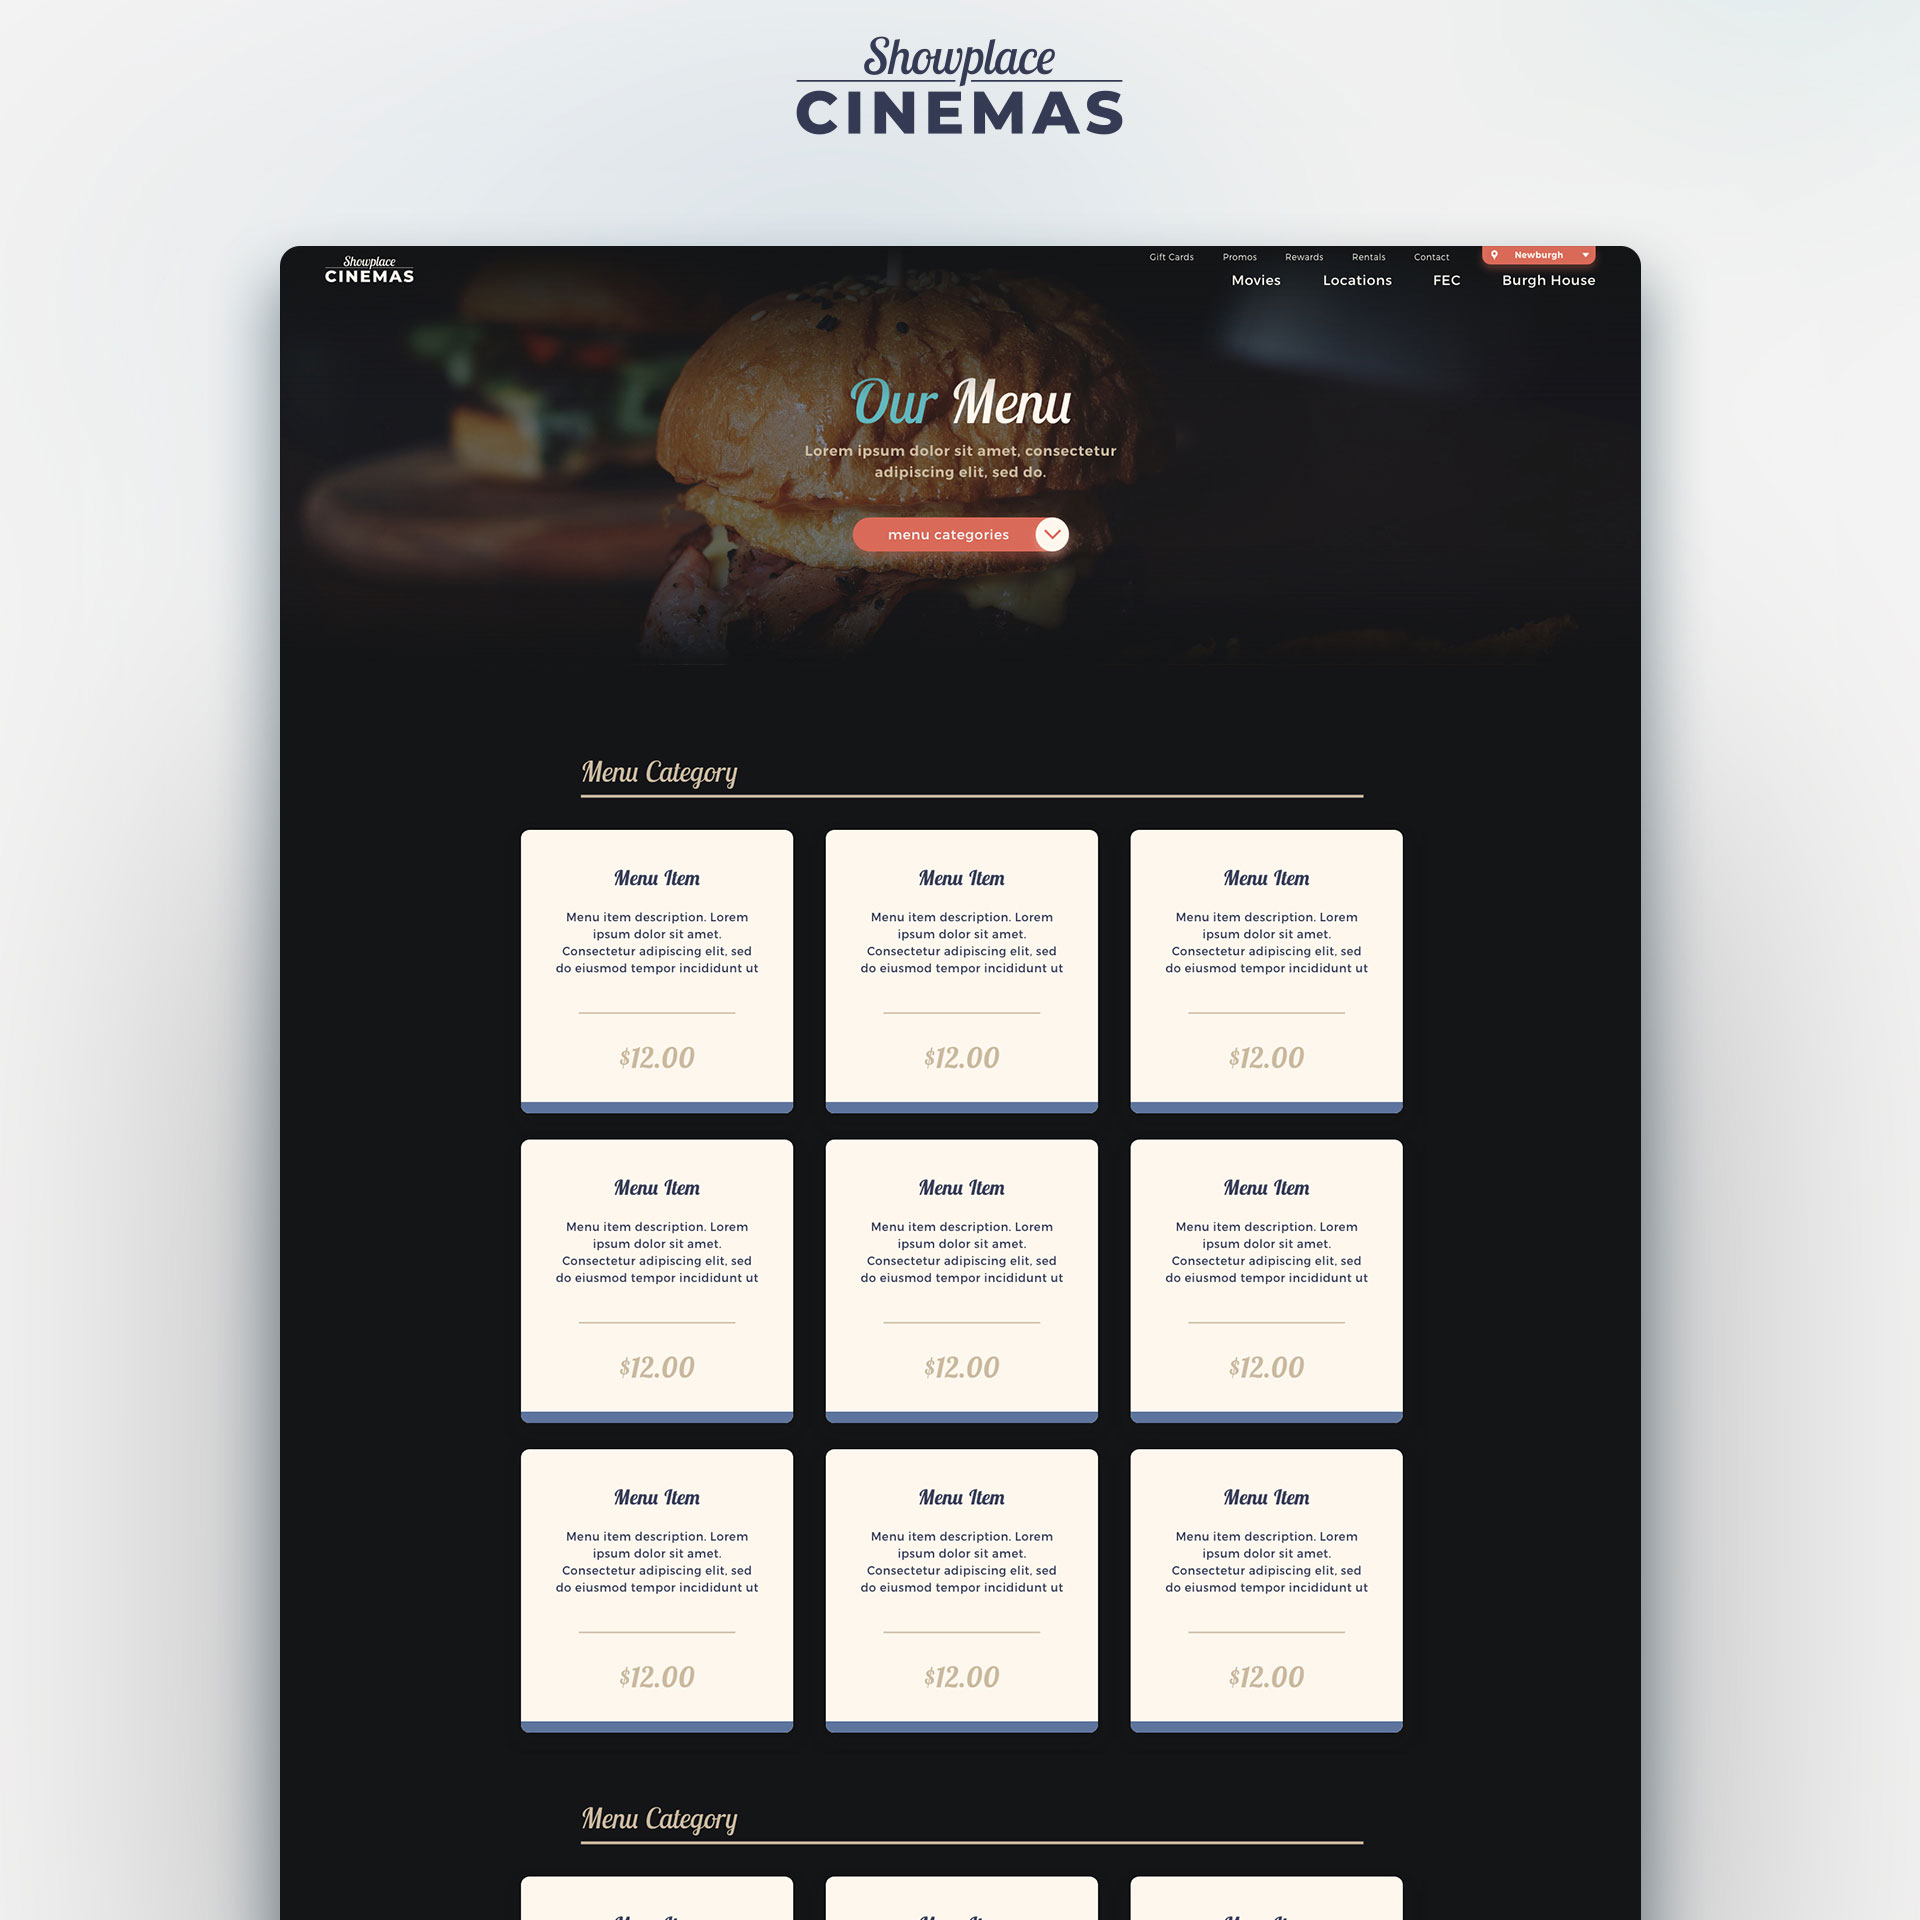 Showplace
CINEMAS
Showplace
CINEMAS
Gift Cards Promos Rewards Rentals Contact Newburgh
Movies Locations FEC Burgh House
Our Menu
Lorem ipsum dolor sit amet, consectetur
adipiscing elit, sed do.
menu categories
Menu Category
Menu Item Menu Item Menu Item
Menu item description. Lorem Menu item description. Lorem Menu item description. Lorem
ipsum dolor sit amet. ipsum dolor sit amet. ipsum dolor sit amet.
Consectetur adipiscing elit, sed Consectetur adipiscing elit, sed Consectetur adipiscing elit, sed
do eiusmod tempor incididunt ut do eiusmod tempor incididunt ut do eiusmod tempor incididunt ut
$12.00 $12.00 $12.00
Menu Item Menu Item Menu Item
Menu item description. Lorem Menu item description. Lorem Menu item description. Lorem
ipsum dolor sit amet. ipsum dolor sit amet. ipsum dolor sit amet.
Consectetur adipiscing elit, sed Consectetur adipiscing elit, sed Consectetur adipiscing elit, sed
do eiusmod tempor incididunt ut do eiusmod tempor incididunt ut do eiusmod tempor incididunt ut
$12.00 $12.00 $12.00
Menu Item Menu Item Menu Item
Menu item description. Lorem Menu item description. Lorem Menu item description. Lorem
ipsum dolor sit amet. ipsum dolor sit amet. ipsum dolor sit amet.
Consectetur adipiscing elit, sed Consectetur adipiscing elit, sed Consectetur adipiscing elit, sed
do eiusmod tempor incididunt ut do eiusmod tempor incididunt ut do eiusmod tempor incididunt ut
$12.00 $12.00 $12.00
Menu Category